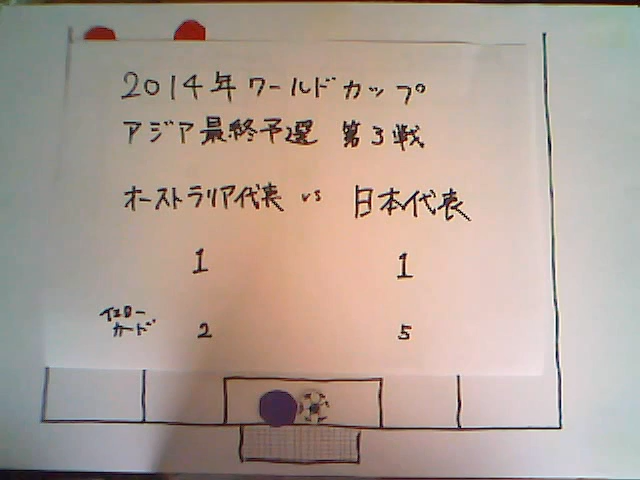 2014年ワールドカップ
アジア最終予選 第3戦
オーストラリア代表 vs 日本代表
1 1
イエローカード 2 5